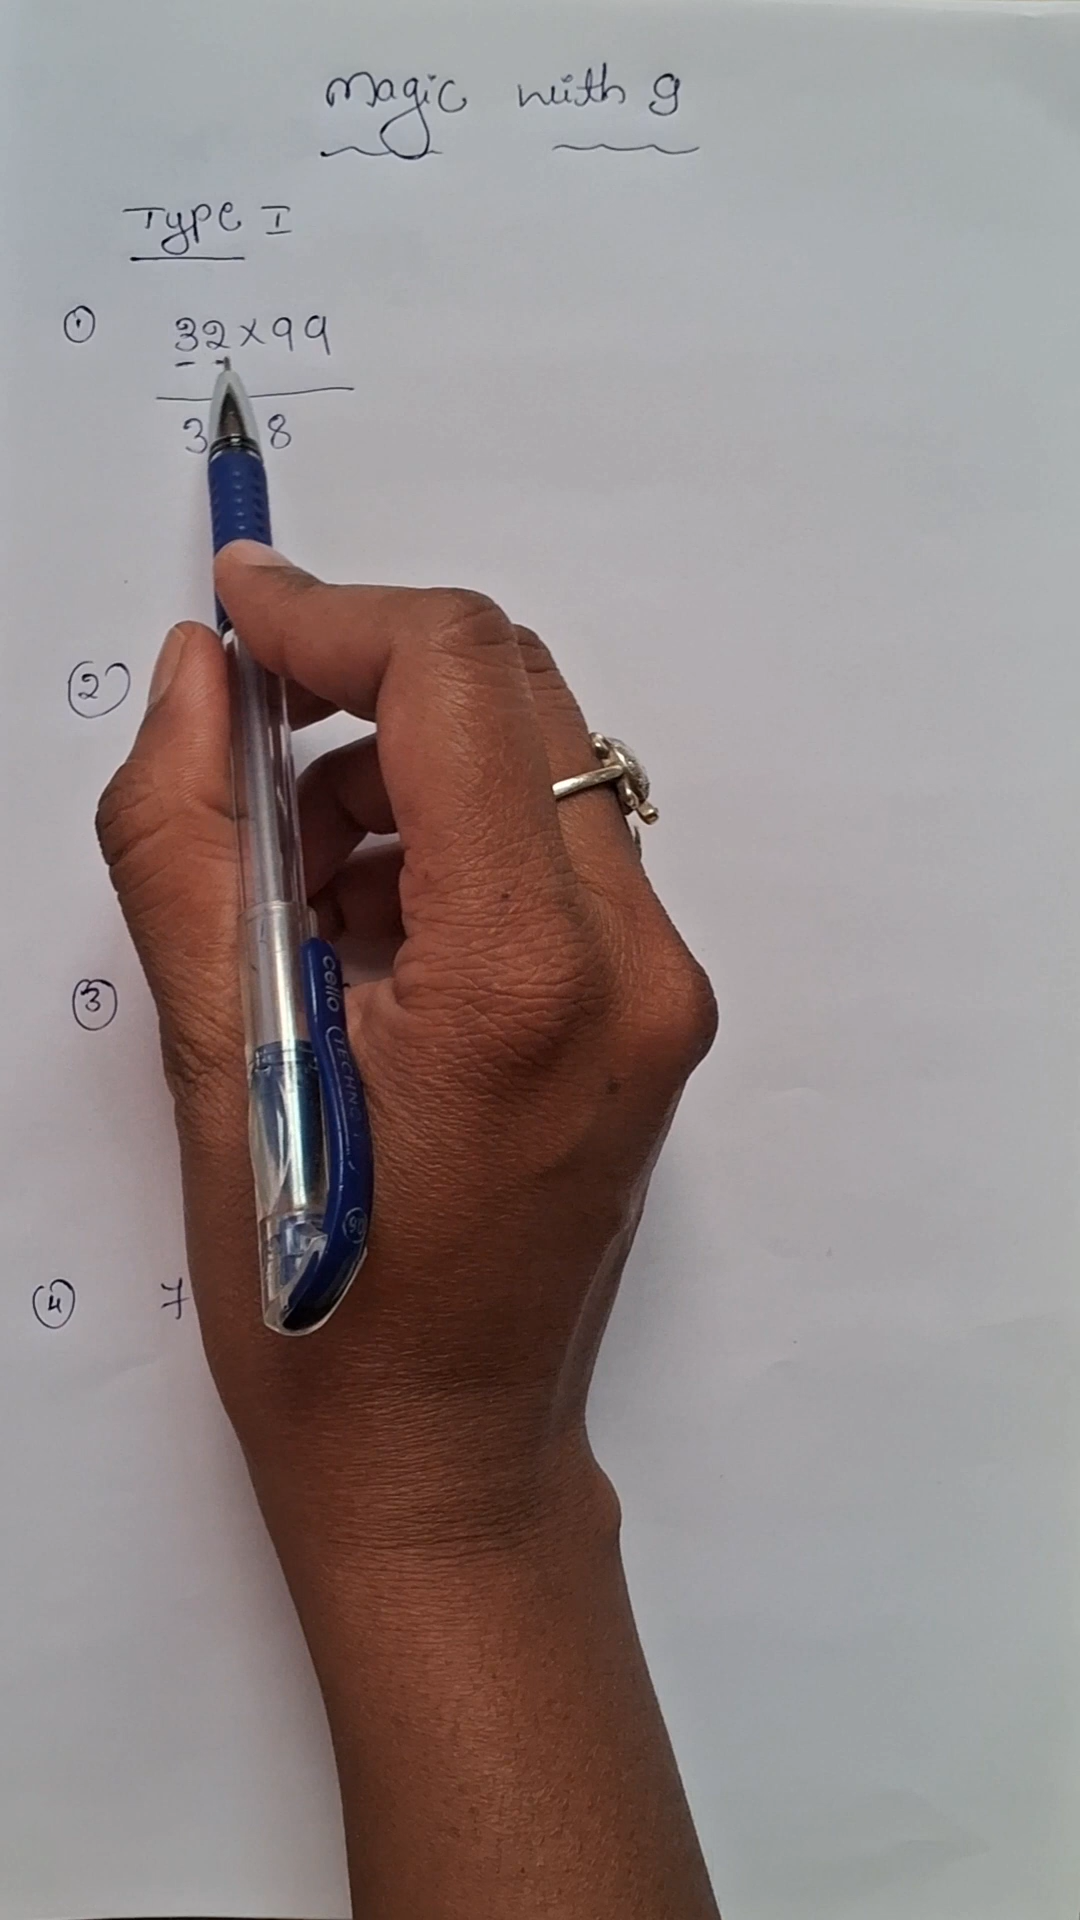 Magic with 9
Type I
① 32×99
3 8
②
③
④ 7
cello TECHNO